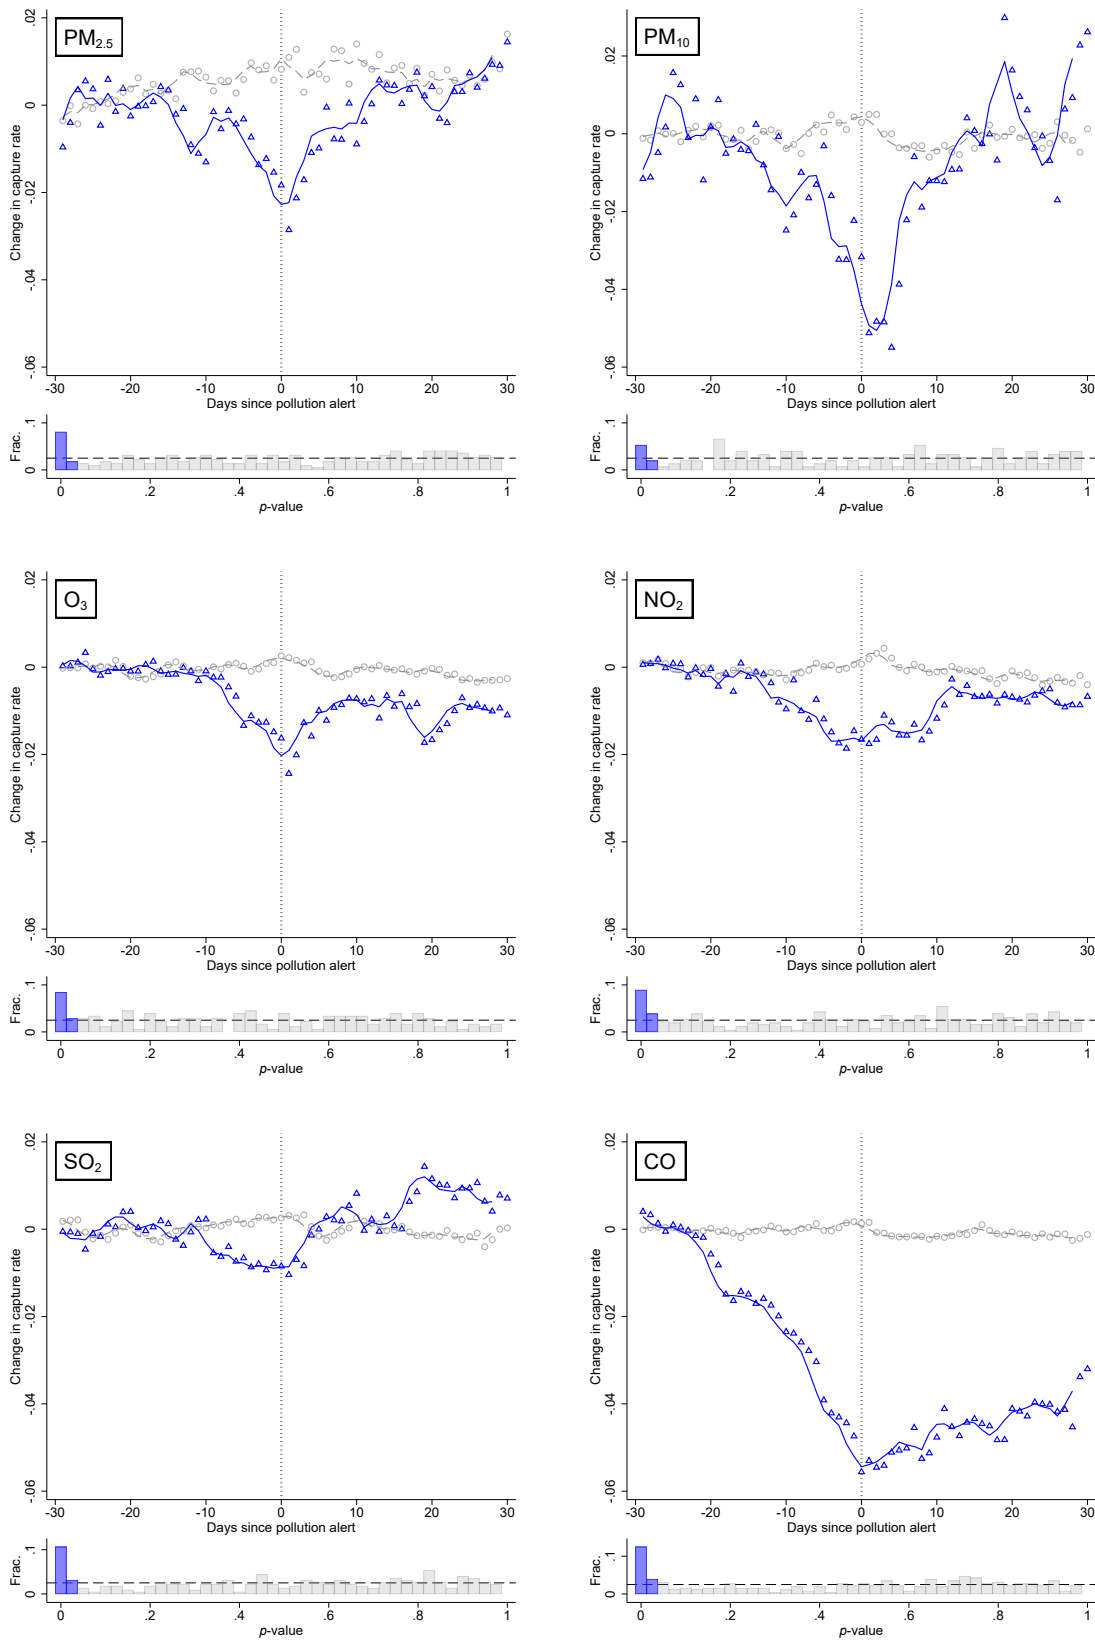 PM2.5
Change in capture rate
.02
0
-.02
-.04
-.06
-30 -20 -10 0 10 20 30
Days since pollution alert
Frac.
.1
0
0 .2 .4 .6 .8 1
p-value
PM10
Change in capture rate
.02
0
-.02
-.04
-.06
-30 -20 -10 0 10 20 30
Days since pollution alert
Frac.
.1
0
0 .2 .4 .6 .8 1
p-value
O3
Change in capture rate
.02
0
-.02
-.04
-.06
-30 -20 -10 0 10 20 30
Days since pollution alert
Frac.
.1
0
0 .2 .4 .6 .8 1
p-value
NO2
Change in capture rate
.02
0
-.02
-.04
-.06
-30 -20 -10 0 10 20 30
Days since pollution alert
Frac.
.1
0
0 .2 .4 .6 .8 1
p-value
SO2
Change in capture rate
.02
0
-.02
-.04
-.06
-30 -20 -10 0 10 20 30
Days since pollution alert
Frac.
.1
0
0 .2 .4 .6 .8 1
p-value
CO
Change in capture rate
.02
0
-.02
-.04
-.06
-30 -20 -10 0 10 20 30
Days since pollution alert
Frac.
.1
0
0 .2 .4 .6 .8 1
p-value